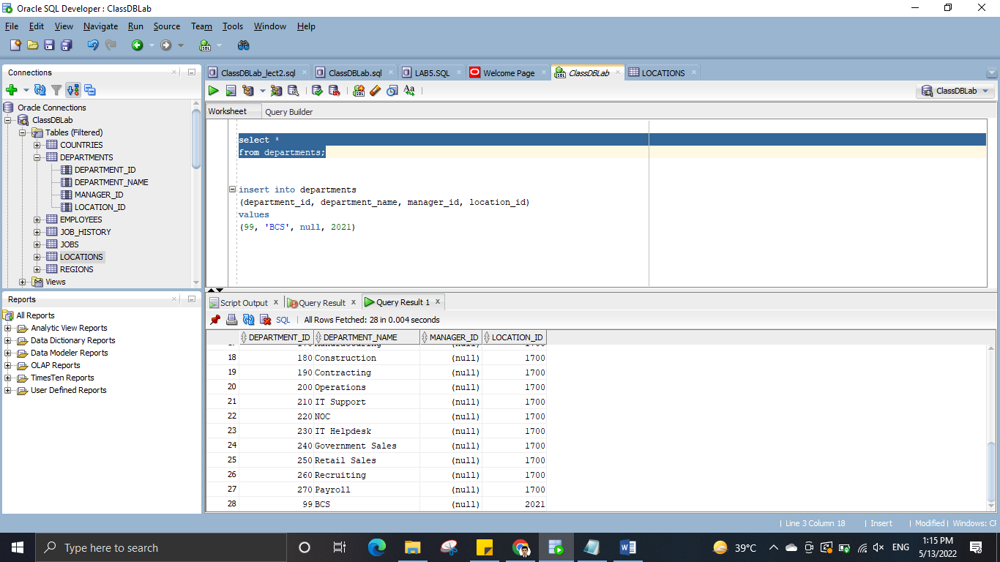 Oracle SQL Developer : ClassDBLab
File Edit View Navigate Run Source Team Tools Window Help
Connections
Oracle Connections
ClassDBLab
Tables (Filtered)
COUNTRIES
DEPARTMENTS
DEPARTMENT_ID
DEPARTMENT_NAME
MANAGER_ID
LOCATION_ID
EMPLOYEES
JOB_HISTORY
JOBS
LOCATIONS
REGIONS
Views
Reports
All Reports
Analytic View Reports
Data Dictionary Reports
Data Modeler Reports
OLAP Reports
TimesTen Reports
User Defined Reports
ClassDBLab_lect2.sql ClassDBLab.sql LAB5.SQL Welcome Page ClassDBLab LOCATIONS
ClassDBLab
Worksheet Query Builder
select *
from departments;
insert into departments
(department_id, department_name, manager_id, location_id)
values
(99, 'BCS', null, 2021)
Script Output x Query Result x Query Result 1 x
SQL | All Rows Fetched: 28 in 0.004 seconds
DEPARTMENT_ID DEPARTMENT_NAME MANAGER_ID LOCATION_ID
18 180 Construction (null) 1700
19 190 Contracting (null) 1700
20 200 Operations (null) 1700
21 210 IT Support (null) 1700
22 220 NOC (null) 1700
23 230 IT Helpdesk (null) 1700
24 240 Government Sales (null) 1700
25 250 Retail Sales (null) 1700
26 260 Recruiting (null) 1700
27 270 Payroll (null) 1700
28 99 BCS (null) 2021
| Line 3 Column 18 | Insert | Modified | Windows:
Type here to search
39°C ENG 1:15 PM
5/13/2022